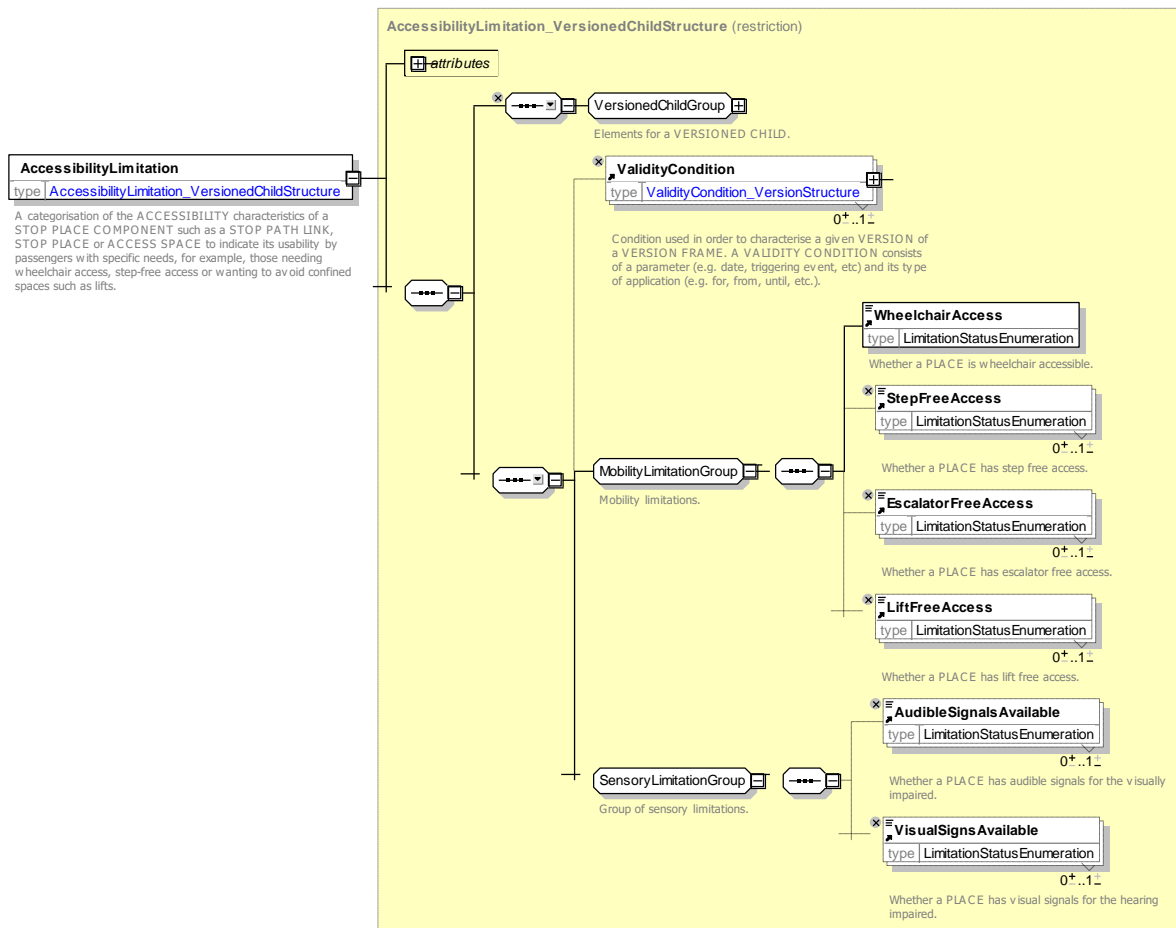 AccessibilityLimitation_VersionedChildStructure (restriction)
attributes
VersionedChildGroup
Elements for a VERSIONED CHILD.
AccessibilityLimitation
type AccessibilityLimitation_VersionedChildStructure
A categorisation of the ACCESSIBILITY characteristics of a
STOP PLACE COMPONENT such as a STOP PATH LINK,
STOP PLACE or ACCESS SPACE to indicate its usability by
passengers with specific needs, for example, those needing
wheelchair access, step-free access or wanting to avoid confined
spaces such as lifts.
ValidityCondition
type ValidityCondition_VersionStructure
0+..1±
Condition used in order to characterise a given VERSION of
a VERSION FRAME. A VALIDITY CONDITION consists
of a parameter (e.g. date, triggering event, etc) and its type
of application (e.g. for, from, until, etc.).
WheelchairAccess
type LimitationStatusEnumeration
Whether a PLACE is wheelchair accessible.
StepFreeAccess
type LimitationStatusEnumeration
0±..1±
Whether a PLACE has step free access.
MobilityLimitationGroup
Mobility limitations.
EscalatorFreeAccess
type LimitationStatusEnumeration
0±..1±
Whether a PLACE has escalator free access.
LiftFreeAccess
type LimitationStatusEnumeration
0±..1±
Whether a PLACE has lift free access.
AudibleSignalsAvailable
type LimitationStatusEnumeration
0±..1±
Whether a PLACE has audible signals for the visually
impaired.
SensoryLimitationGroup
Group of sensory limitations.
VisualSignsAvailable
type LimitationStatusEnumeration
0±..1±
Whether a PLACE has visual signals for the hearing
impaired.